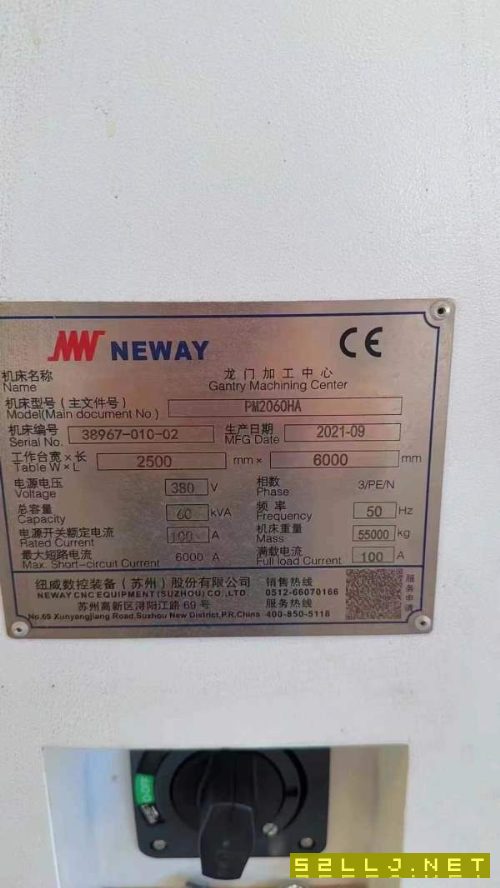 NEWAY
CE
机床名称 龙门加工中心
Name Gantry Machining Center
机床型号(主文件号)
Model(Main document No.) PM2060HA
机床编号 38967-010-02 生产日期 2021-09
Serial No. MFG Date
工作台宽×长 2500 mm× 6000 mm
Table W×L
电源电压 380 V 相数 3/PE/N
Voltage Phase
总容量 60 kVA 频率 50 Hz
Capacity Frequency
电源开关额定电流 100 A 机床重量 55000 kg
Rated Current Mass
最大短路电流 6000 A 满载电流 100 A
Max. Short-circuit Current Full load Current
纽威数控装备(苏州)股份有限公司 销售热线
NEWAY CNC EQUIPMENT(SUZHOU)CO.,LTD 0512-66070166
苏州高新区浔阳江路69号 服务热线
No.69 Xunyangjiang Road,Suzhou New District,P.R.China 400-850-5118
服务申请
52LLJ.NET